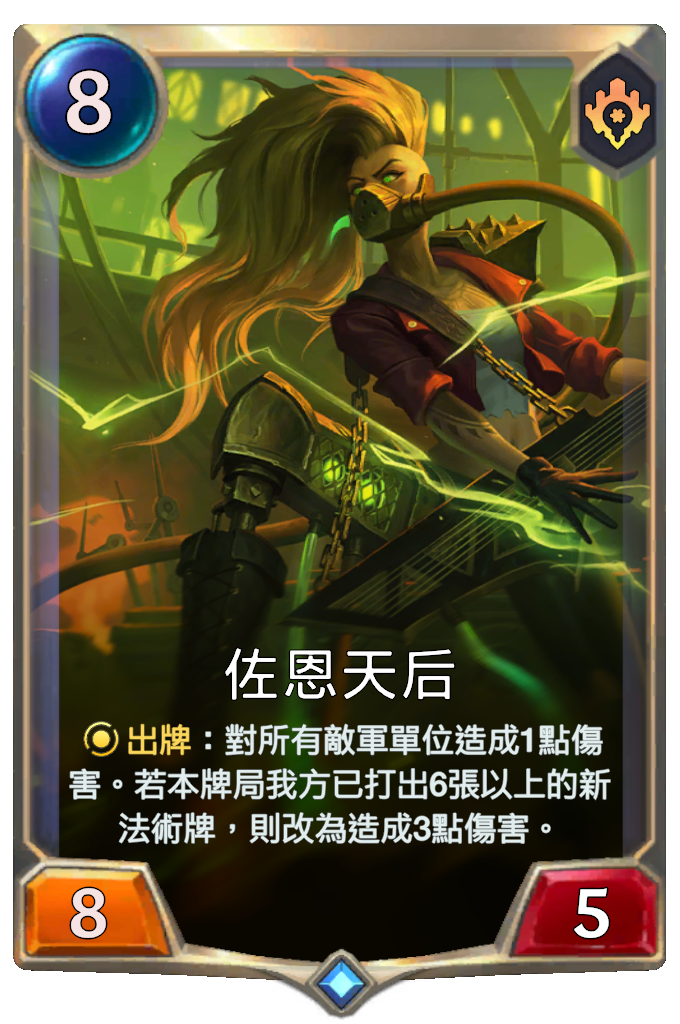 8
佐恩天后
出牌：對所有敵軍單位造成1點傷
害。若本牌局我方已打出6張以上的新
法術牌，則改為造成3點傷害。
8
5